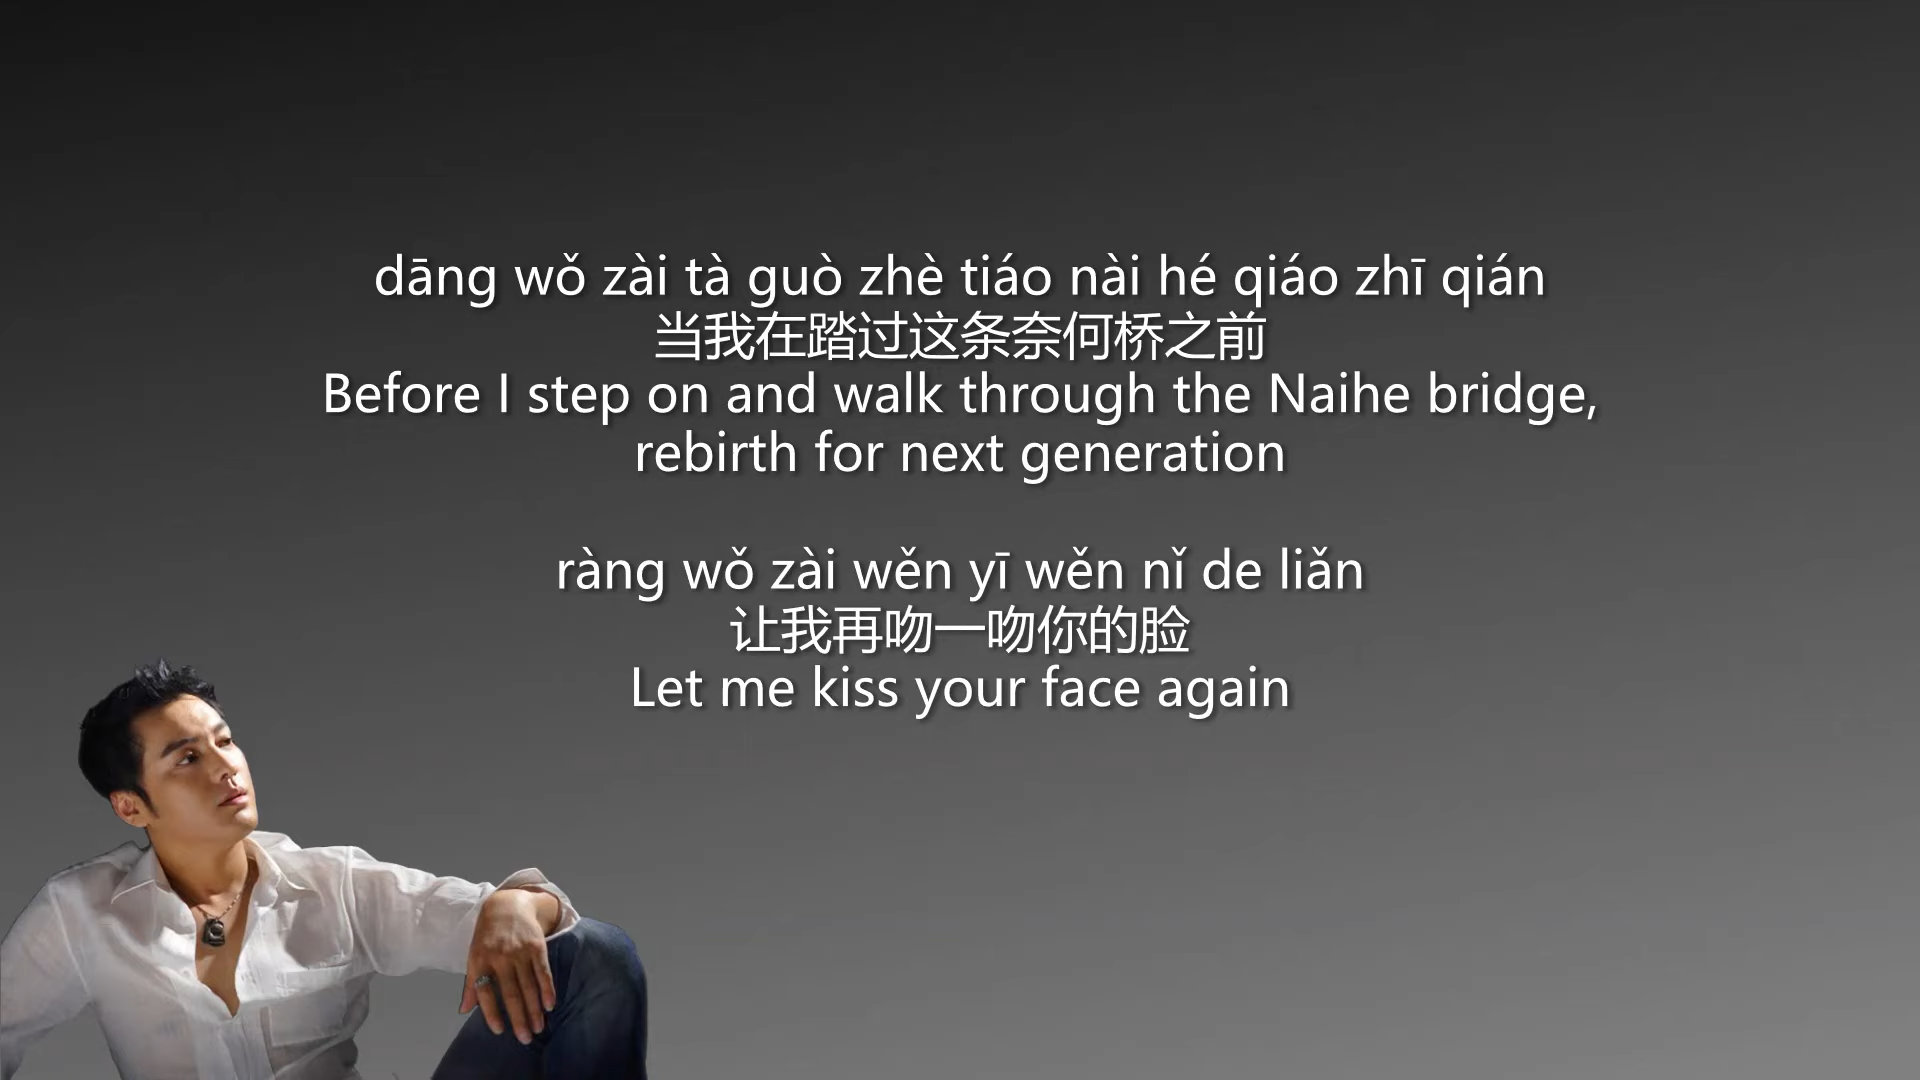 dāng wǒ zài tà guò zhè tiáo nài hé qiáo zhī qián
当我在踏过这条奈何桥之前
Before I step on and walk through the Naihe bridge,
rebirth for next generation
ràng wǒ zài wěn yī wěn nǐ de liǎn
让我再吻一吻你的脸
Let me kiss your face again